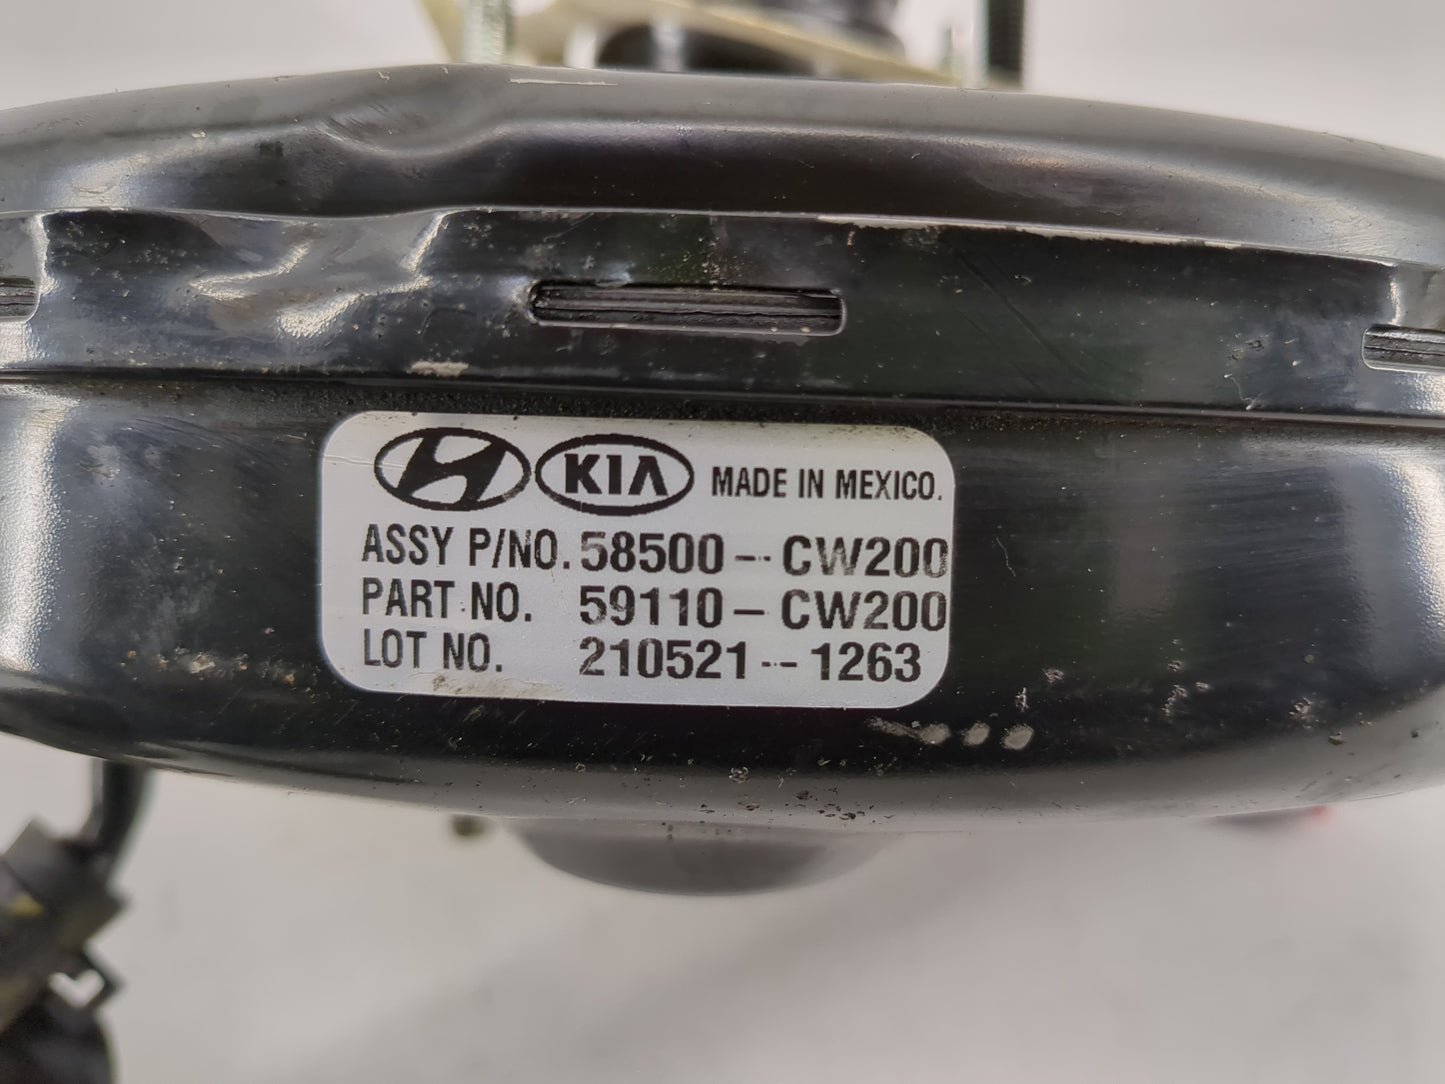 KIA MADE IN MEXICO.
ASSY P/NO. 58500-CW200
PART NO. 59110-CW200
LOT NO. 210521--1263